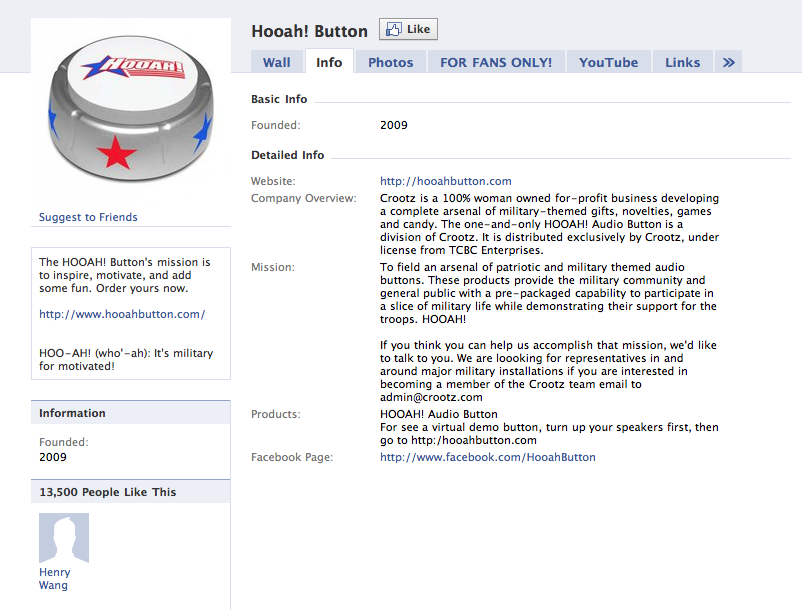 Hooah! Button
Like
Wall
Info
Photos
FOR FANS ONLY!
YouTube
Links
»
HOOAH!
Suggest to Friends
The HOOAH! Button's mission is
to inspire, motivate, and add
some fun. Order yours now.
http://www.hooahbutton.com/
HOO-AH! (who'-ah): It's military
for motivated!
Information
Founded:
2009
13,500 People Like This
Henry
Wang
Basic Info
Founded: 2009
Detailed Info
Website: http://hooahbutton.com
Company Overview: Crootz is a 100% woman owned for-profit business developing
a complete arsenal of military-themed gifts, novelties, games
and candy. The one-and-only HOOAH! Audio Button is a
division of Crootz. It is distributed exclusively by Crootz, under
license from TCBC Enterprises.
Mission: To field an arsenal of patriotic and military themed audio
buttons. These products provide the military community and
general public with a pre-packaged capability to participate in
a slice of military life while demonstrating their support for the
troops. HOOAH!
If you think you can help us accomplish that mission, we'd like
to talk to you. We are loooking for representatives in and
around major military installations if you are interested in
becoming a member of the Crootz team email to
admin@crootz.com
Products: HOOAH! Audio Button
For see a virtual demo button, turn up your speakers first, then
go to http:/hooahbutton.com
Facebook Page: http://www.facebook.com/HooahButton